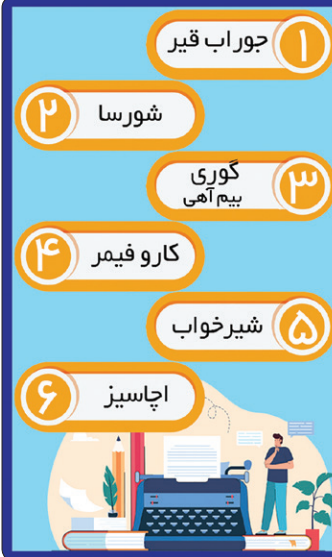 ۱ جوراب قیر
۲ شورسا
۳ گوری
بیم آهی
۴ کارو فیمر
۵ شیرخواب
۶ اچاسیز